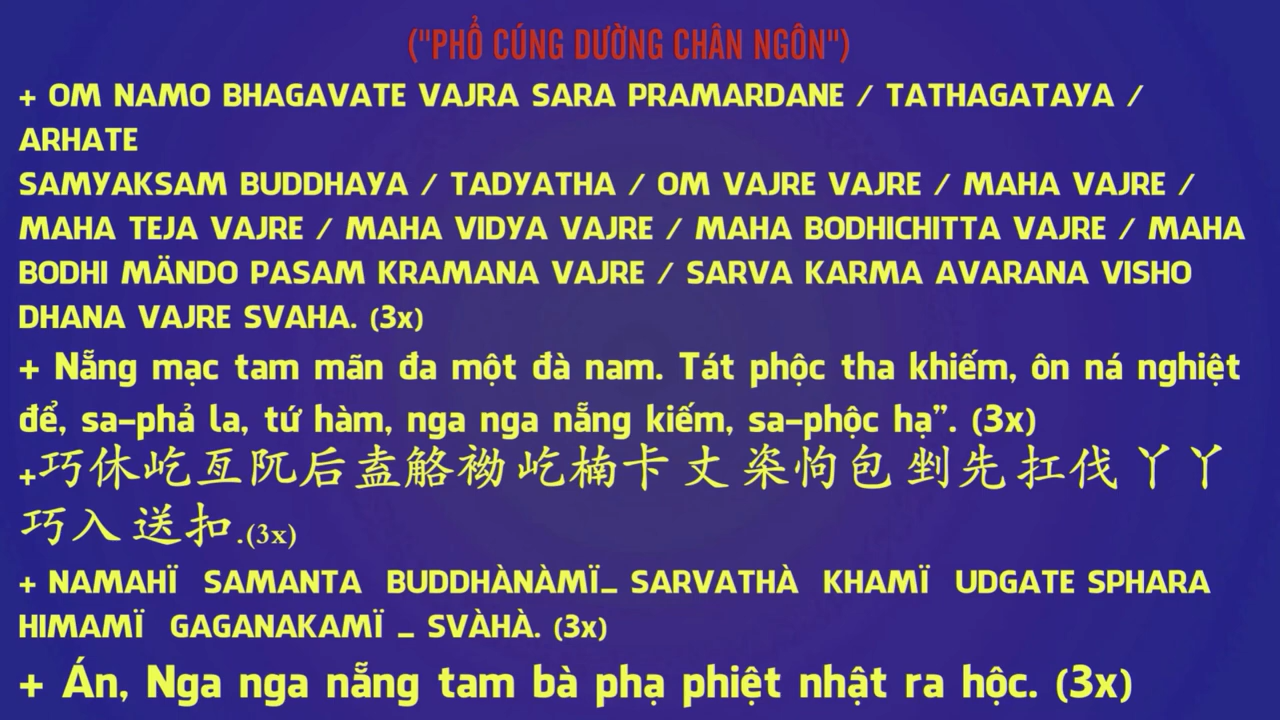 ("PHỔ CÚNG DƯỜNG CHÂN NGÔN")
+ OM NAMO BHAGAVATE VAJRA SARA PRAMARDANE / TATHAGATAYA /
ARHATE
SAMYAKSAM BUDDHAYA / TADYATHA / OM VAJRE VAJRE / MAHA VAJRE /
MAHA TEJA VAJRE / MAHA VIDYA VAJRE / MAHA BODHICHITTA VAJRE / MAHA
BODHI MÄNDO PASAM KRAMANA VAJRE / SARVA KARMA AVARANA VISHO
DHANA VAJRE SVAHA. (3x)
+ Nẵng mạc tam mãn đa một đà nam. Tát phộc tha khiếm, ôn ná nghiệt
để, sa-phả la, tứ hàm, nga nga nẵng kiếm, sa-phộc hạ”. (3x)
+巧休屹亙阢后盍觡袎 屹楠卡 丈 栥恦包 剉先 扛伐 丫丫
巧入 送扣.(3x)
+ NAMAHÏ SAMANTA BUDDHÀNÀMÏ_ SARVATHÀ KHAMÏ UDGATE SPHARA
HIMAMÏ GAGANAKAMÏ _ SVÀHÀ. (3x)
+ Án, Nga nga nẵng tam bà phạ phiệt nhật ra hộc. (3x)